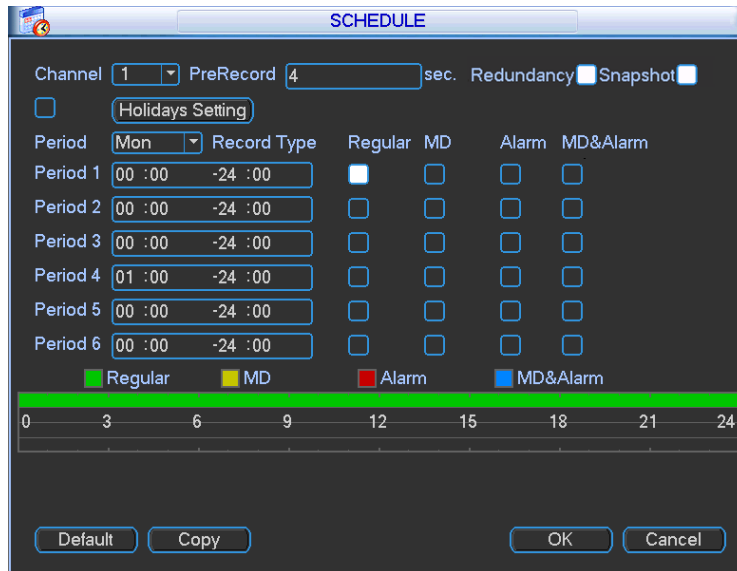 SCHEDULE
Channel 1 PreRecord 4 sec. Redundancy Snapshot
Holidays Setting
Period Mon Record Type Regular MD Alarm MD&Alarm
Period 1 00 :00 -24 :00
Period 2 00 :00 -24 :00
Period 3 00 :00 -24 :00
Period 4 01 :00 -24 :00
Period 5 00 :00 -24 :00
Period 6 00 :00 -24 :00
Regular MD Alarm MD&Alarm
0 3 6 9 12 15 18 21 24
Default Copy OK Cancel